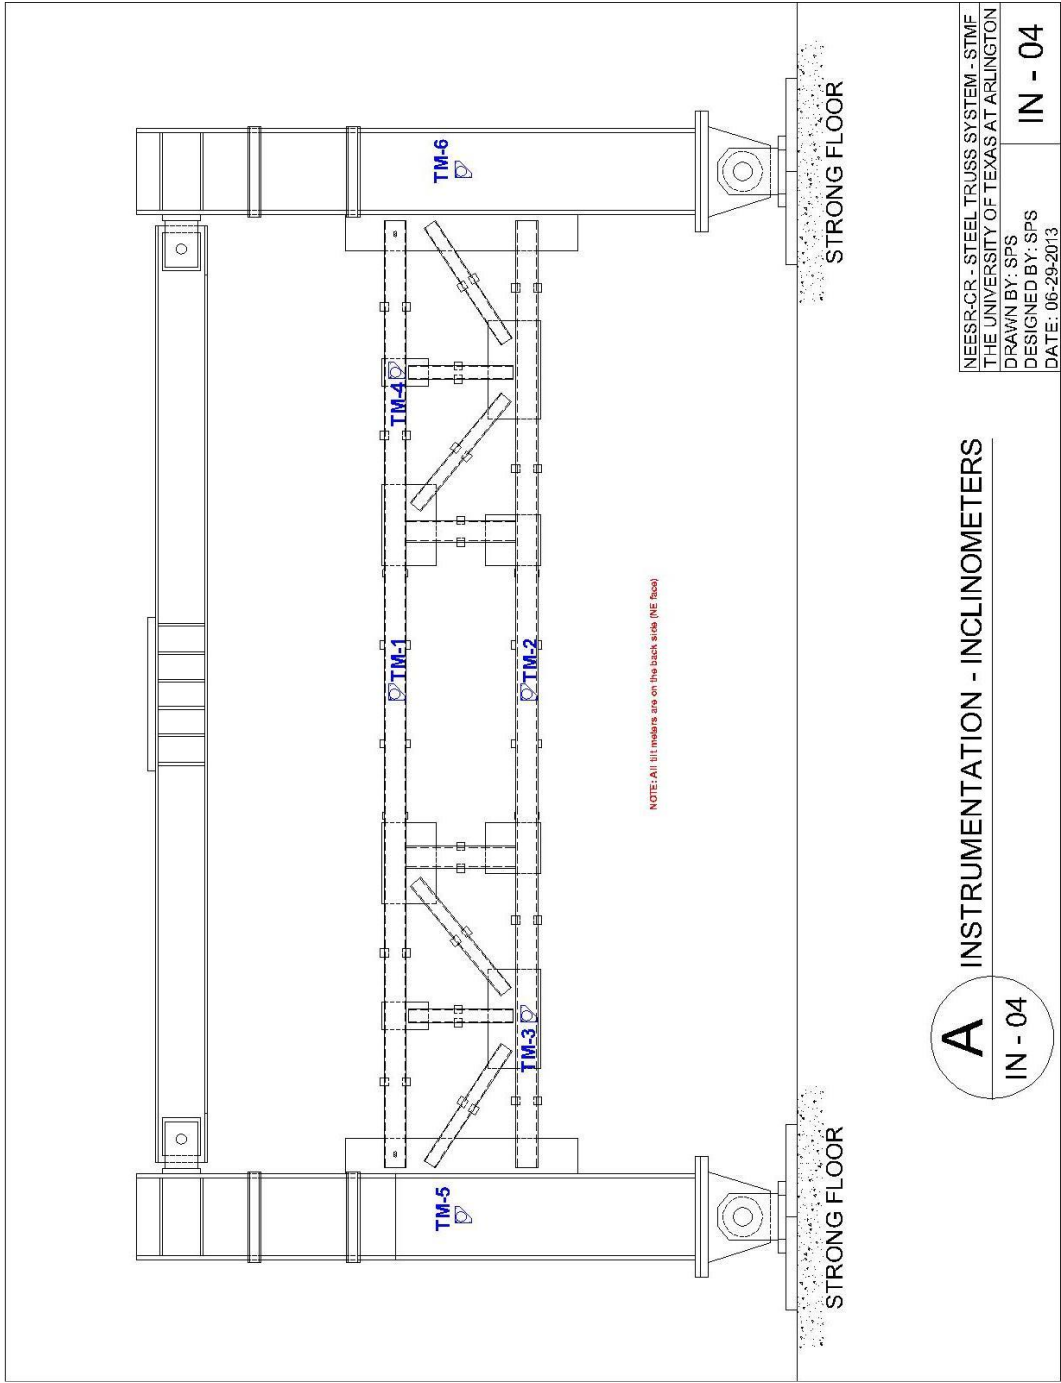 TM-5
TM-6
TM-4
TM-1
TM-3
TM-2
NOTE: All tilt meters are on the back side (NE face)
STRONG FLOOR
STRONG FLOOR
A
IN - 04
INSTRUMENTATION - INCLINOMETERS
NEESR-CR - STEEL TRUSS SYSTEM - STMF
THE UNIVERSITY OF TEXAS AT ARLINGTON
DRAWN BY: SPS
DESIGNED BY: SPS
DATE: 06-29-2013
IN - 04